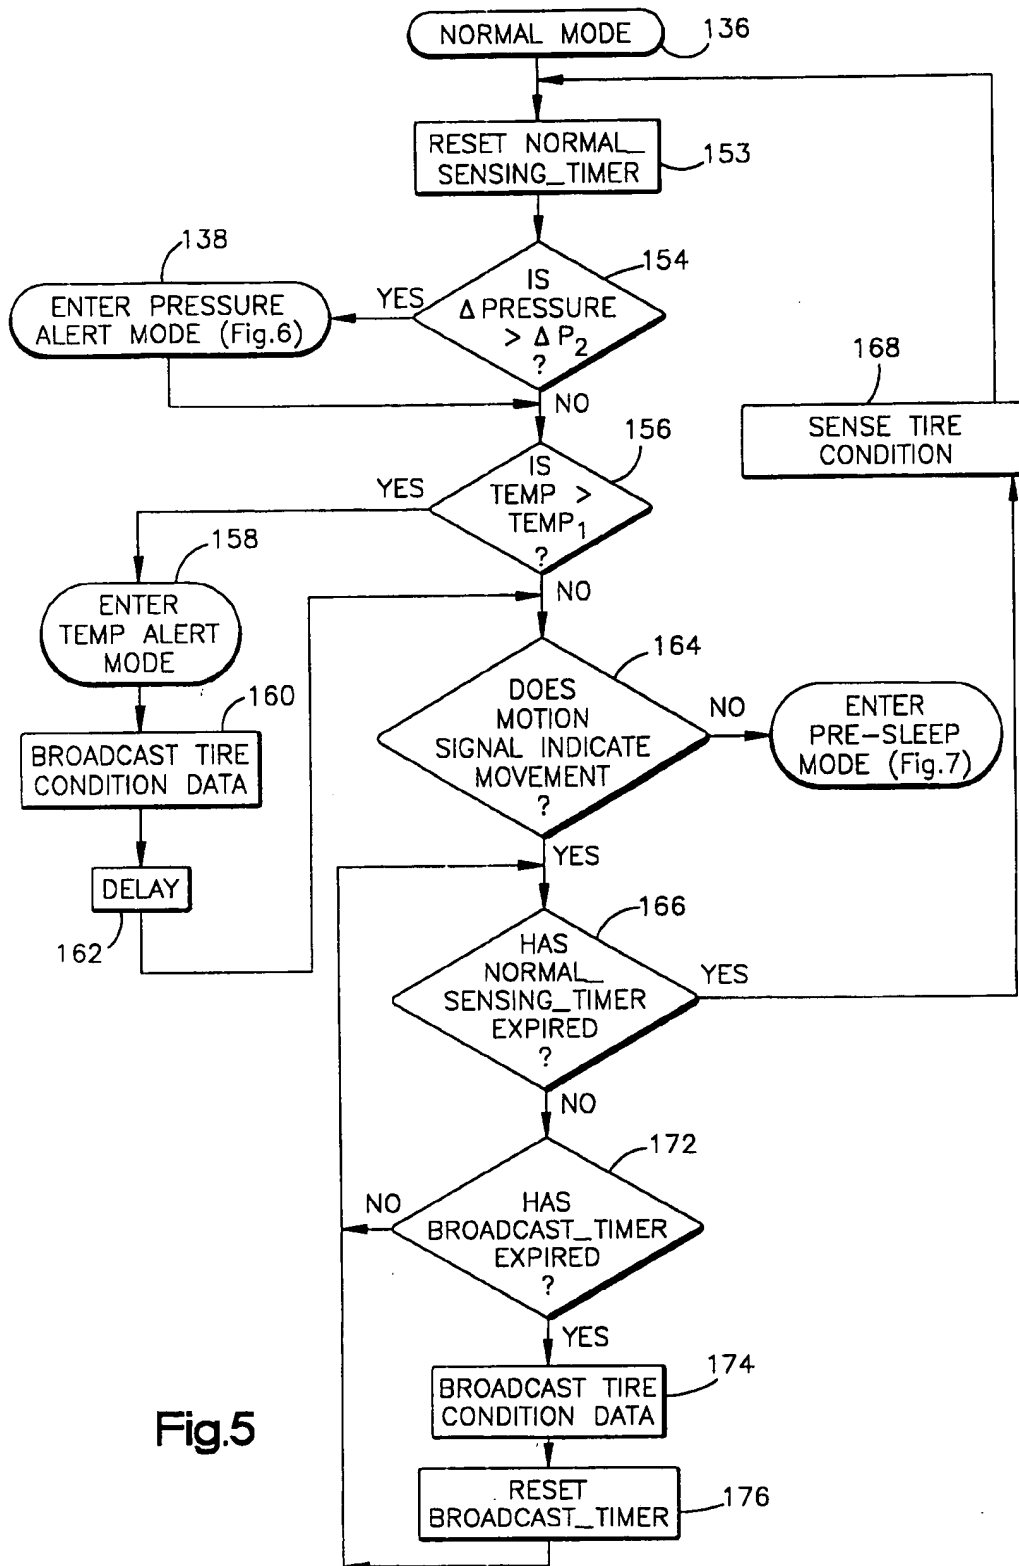 NORMAL MODE
136
RESET NORMAL_
SENSING_TIMER
153
138
ENTER PRESSURE
ALERT MODE (Fig.6)
YES
IS
Δ PRESSURE
> Δ P2
?
154
NO
168
SENSE TIRE
CONDITION
YES
IS
TEMP >
TEMP1
?
156
NO
158
ENTER
TEMP ALERT
MODE
160
BROADCAST TIRE
CONDITION DATA
DELAY
162
DOES
MOTION
SIGNAL INDICATE
MOVEMENT
?
164
NO
ENTER
PRE-SLEEP
MODE (Fig.7)
YES
HAS
NORMAL_
SENSING_TIMER
EXPIRED
?
166
YES
NO
172
NO
HAS
BROADCAST_TIMER
EXPIRED
?
YES
BROADCAST TIRE
CONDITION DATA
174
RESET
BROADCAST_TIMER
176
Fig.5